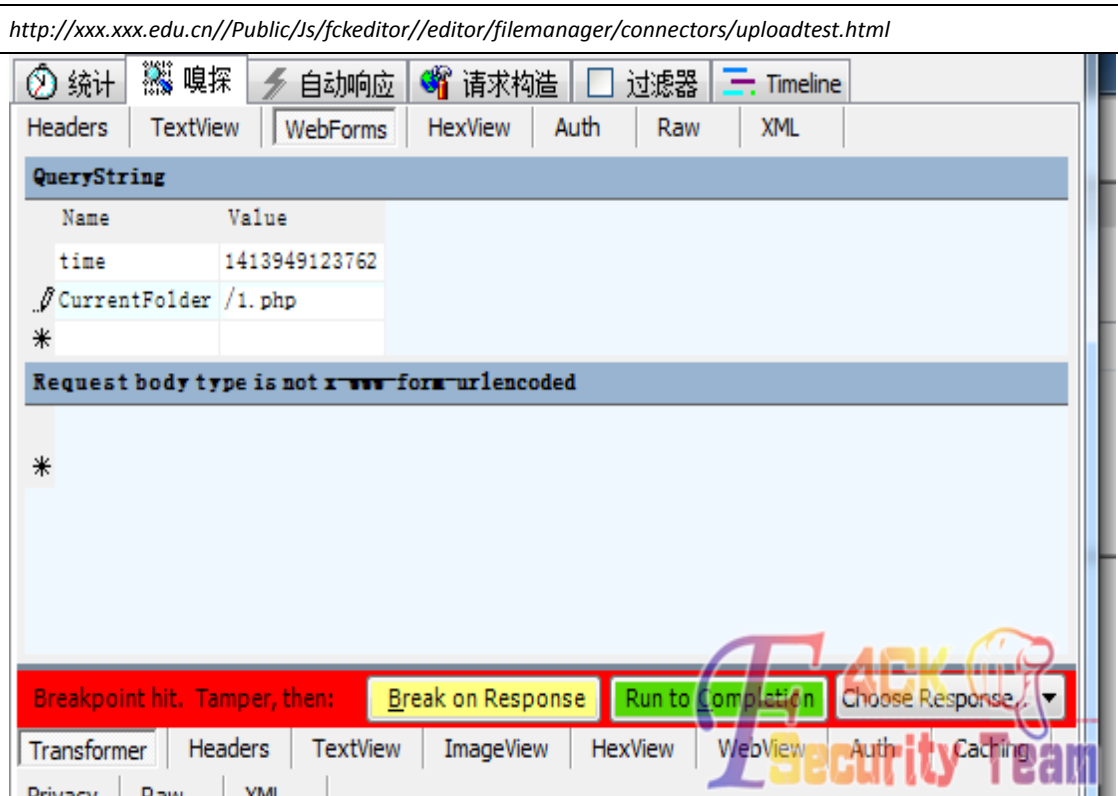 http://xxx.xxx.edu.cn//Public/Js/fckeditor//editor/filemanager/connectors/uploadtest.html
统计 嗅探 自动响应 请求构造 过滤器 Timeline
Headers TextView WebForms HexView Auth Raw XML
QueryString
Name Value
time 1413949123762
CurrentFolder /1.php
Request body type is not x-www-form-urlencoded
Breakpoint hit. Tamper, then: Break on Response Run to Completion Choose Response...
Transformer Headers TextView ImageView HexView WebView Auth Caching
Privacy Raw XML
F4CK
Security Team